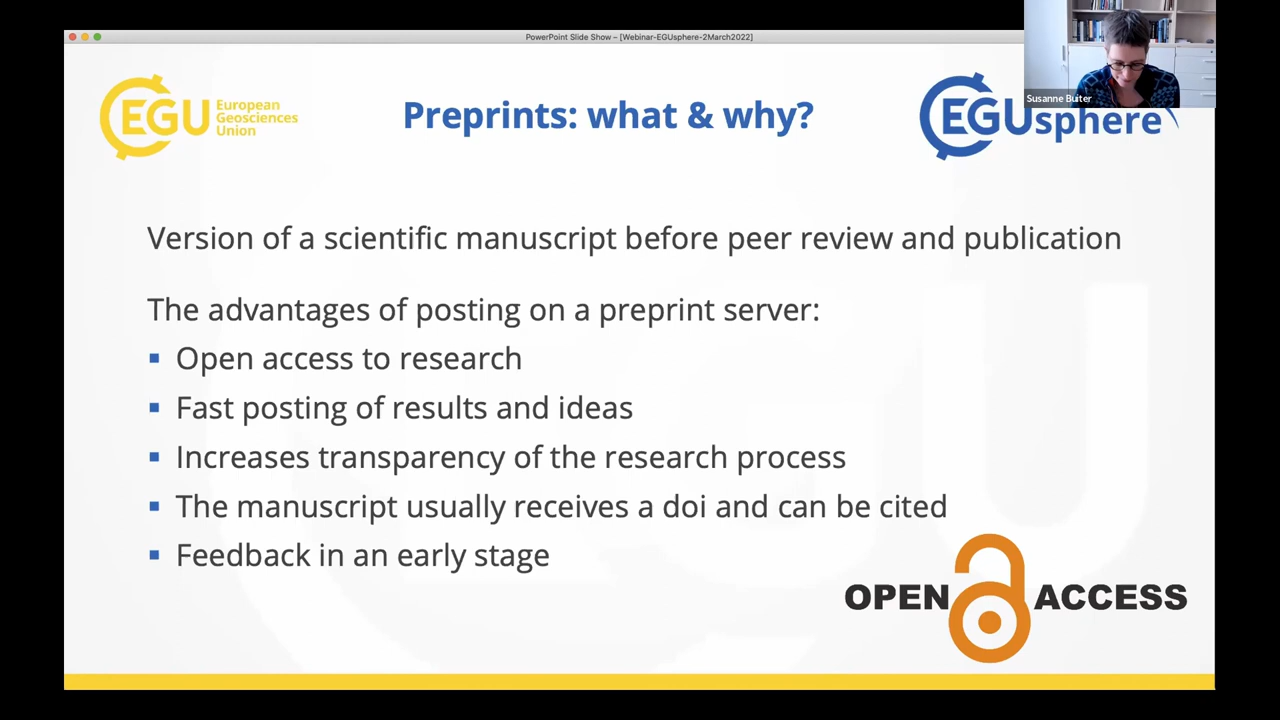 PowerPoint Slide Show – [Webinar-EGUsphere-2March2022]
Susanne Buiter
EGU European
Geosciences
Union
Preprints: what & why?
EGUsphere
Version of a scientific manuscript before peer review and publication
The advantages of posting on a preprint server:
Open access to research
Fast posting of results and ideas
Increases transparency of the research process
The manuscript usually receives a doi and can be cited
Feedback in an early stage
OPEN ACCESS